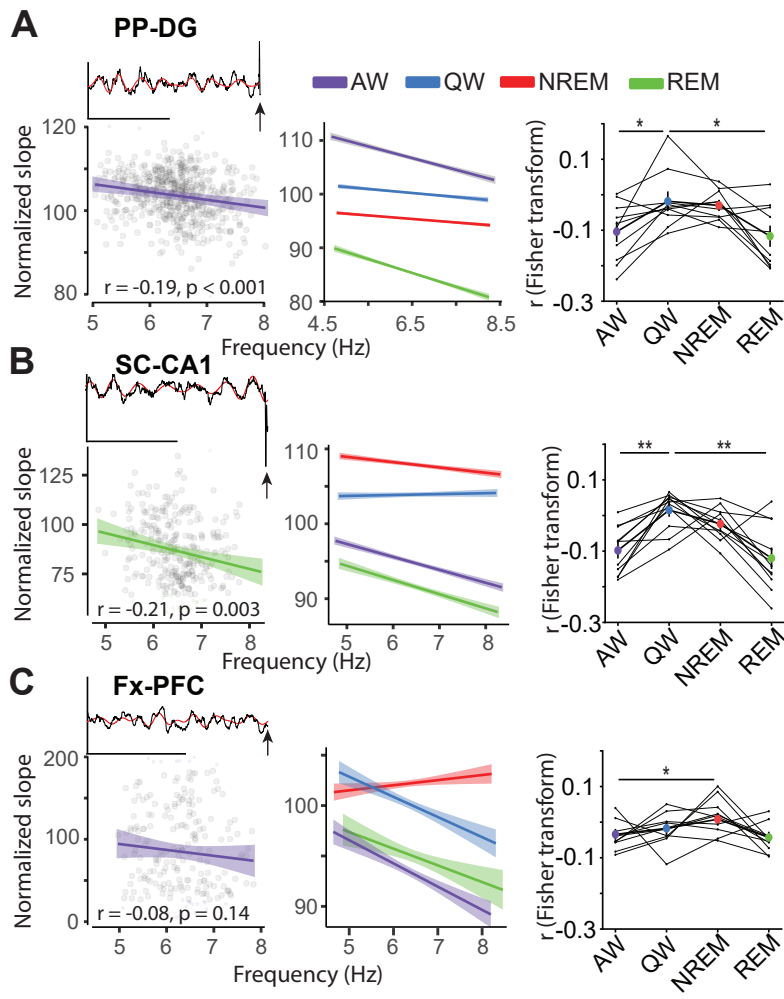 A
PP-DG
AW QW NREM REM
Normalized slope
120
100
80
r = -0.19, p < 0.001
5 6 7 8
110
100
90
80
4.5 6.5 8.5
Frequency (Hz)
r (Fisher transform)
0.1
-0.1
-0.3
* *
AW QW NREM REM
B
SC-CA1
Normalized slope
125
100
75
r = -0.21, p = 0.003
5 6 7 8
110
100
90
5 6 7 8
Frequency (Hz)
r (Fisher transform)
0.1
-0.1
-0.3
** **
AW QW NREM REM
C
Fx-PFC
Normalized slope
200
100
0
r = -0.08, p = 0.14
5 6 7 8
100
90
5 6 7 8
Frequency (Hz)
r (Fisher transform)
0.1
-0.1
-0.3
*
AW QW NREM REM